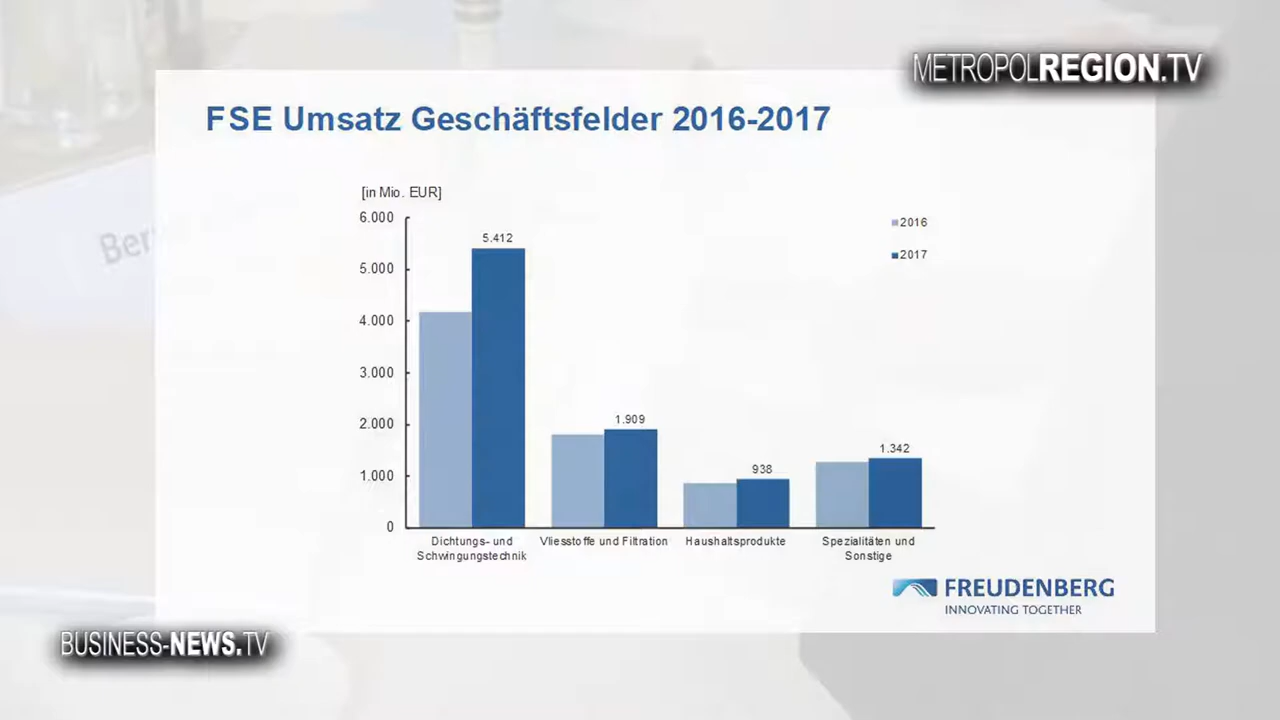 METROPOLREGION.TV
FSE Umsatz Geschäftsfelder 2016-2017
[in Mio. EUR]
6.000
5.000
4.000
3.000
2.000
1.000
0
2016
2017
5.412
1.909
938
1.342
Dichtungs- und
Schwingungstechnik
Vliesstoffe und Filtration
Haushaltsprodukte
Spezialitäten und
Sonstige
FREUDENBERG
INNOVATING TOGETHER
BUSINESS-NEWS.TV